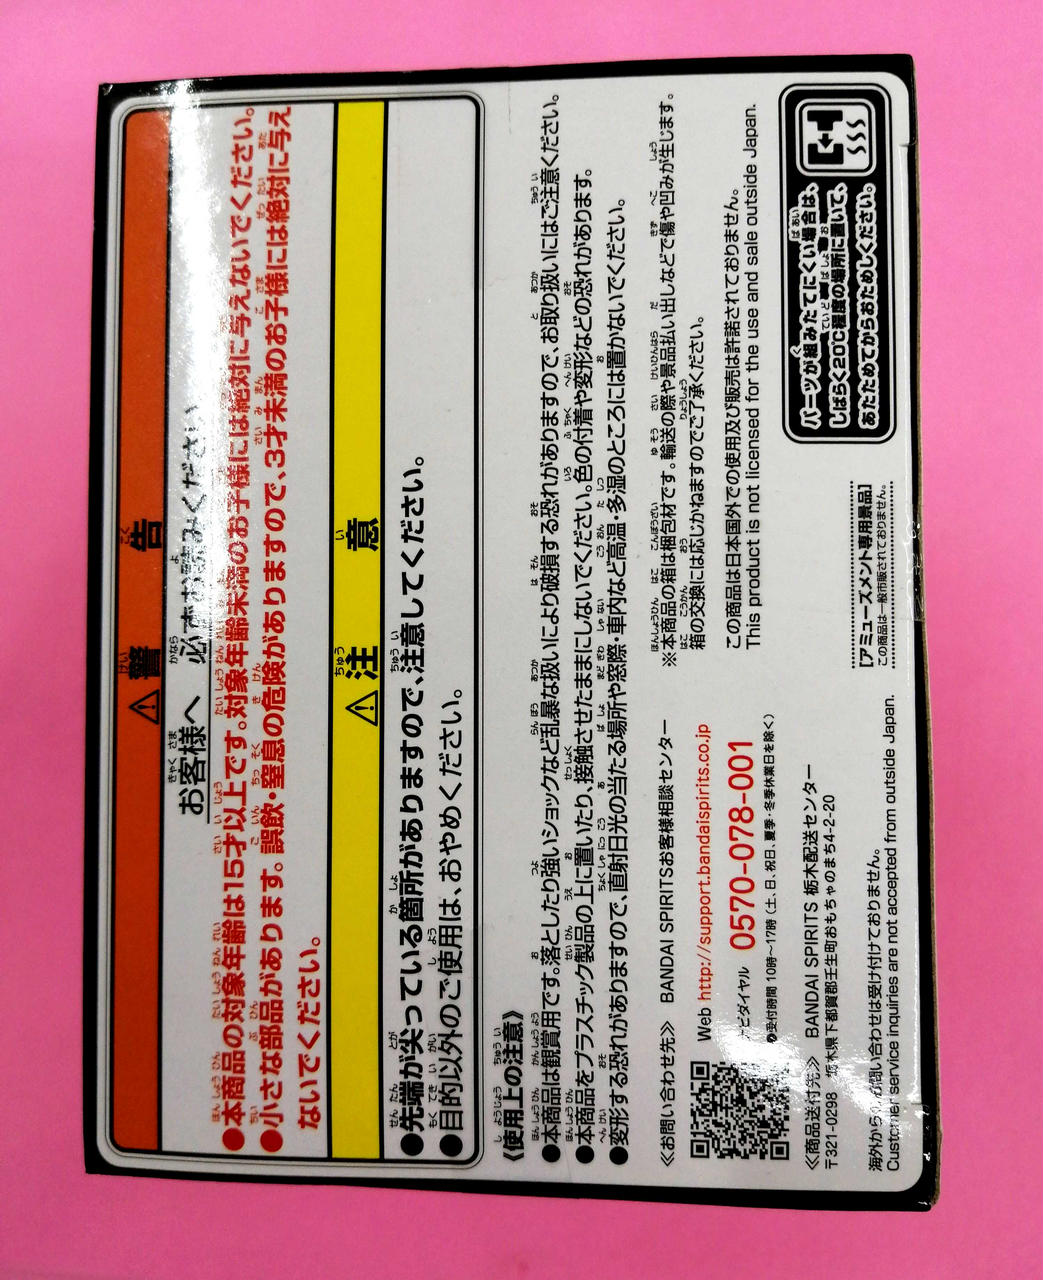 ⚠警告
お客様へ 必ずお読みください
●本商品の対象年齢は15才以上です。対象年齢未満のお子様には絶対に与えないでください。
●小さな部品があります。誤飲・窒息の危険がありますので、3才未満のお子様には絶対に与え
ないでください。
⚠注意
●先端が尖っている箇所がありますので、注意してください。
●目的以外のご使用は、おやめください。
《使用上の注意》
●本商品は観賞用です。落としたり強いショックなど乱暴な扱いにより破損する恐れがありますので、お取り扱いにはご注意ください。
●本商品をプラスチック製品の上に置いたり、接触させたままにしないでください。色の付着や変形などの恐れがあります。
●変形する恐れがありますので、直射日光の当たる場所や窓際・車内など高温・多湿のところには置かないでください。
≪お問い合わせ先≫ BANDAI SPIRITSお客様相談センター
Web http://support.bandaispirits.co.jp
ビダイヤル 0570-078-001
の受付時間 10時~17時(土、日、祝日、夏季・冬季休業日を除く)
≪商品送付先≫ BANDAI SPIRITS 栃木配送センター
〒321-0298 栃木県下都賀郡壬生町おもちゃのまち4-2-20
海外からのお問い合わせは受け付けておりません。
Customer service inquiries are not accepted from outside Japan.
※本商品の箱は梱包材です。輸送の際や景品払い出しなどで傷や凹みが生じます。
箱の交換には応じかねますのでご了承ください。
この商品は日本国外での使用及び販売は許諾されておりません。
This product is not licensed for the use and sale outside Japan.
[アミューズメント専用景品]
この商品は一般市販されておりません。
パーツが組みたてにくい場合は、
しばらく20℃程度の場所に置いて、
あたためてからおためしください。